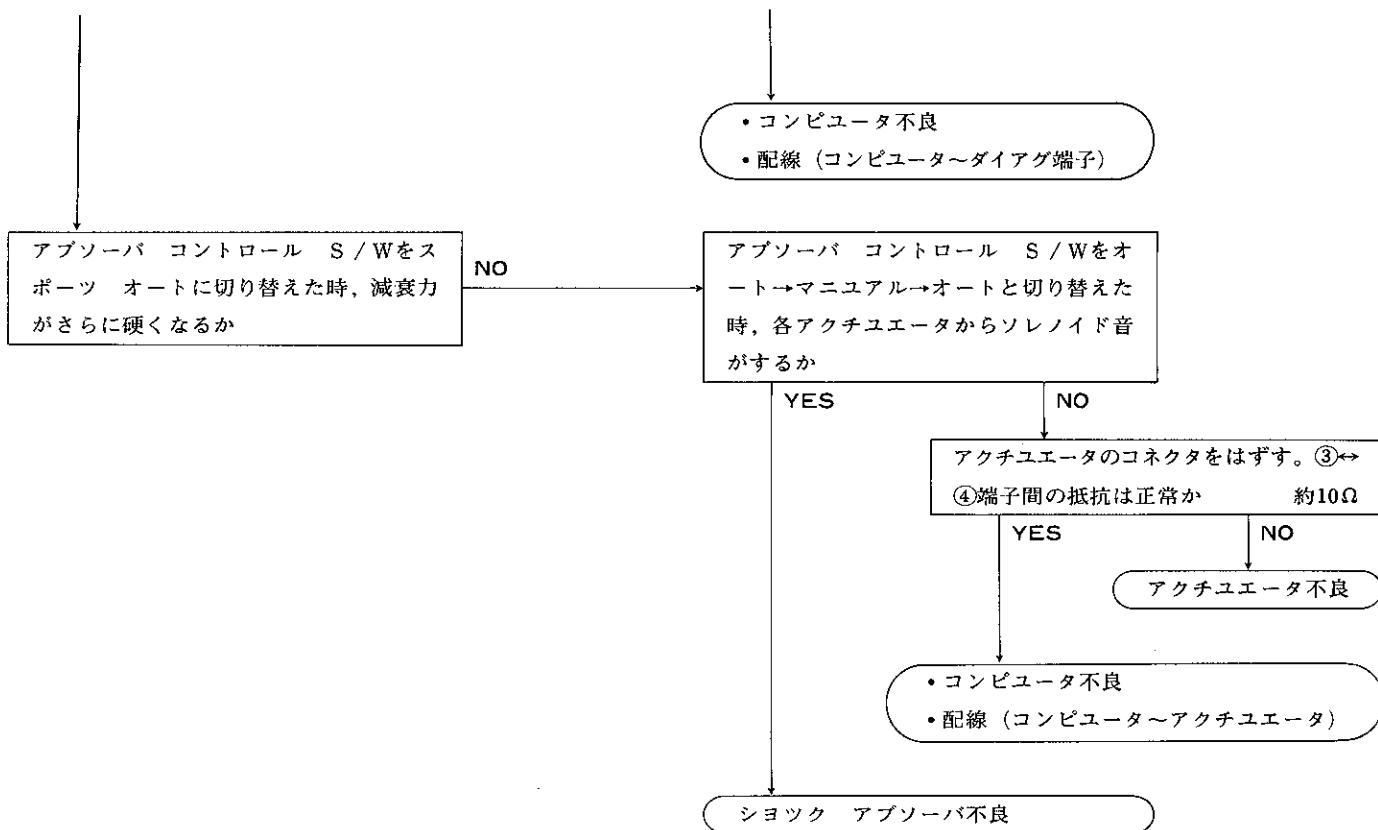 • コンピユータ不良
• 配線（コンピユータ～ダイアグ端子）
アブソーバ　コントロール　S／Wをス
ポーツ　オートに切り替えた時，減衰力
がさらに硬くなるか
NO
アブソーバ　コントロール　S／Wをオ
ート→マニユアル→オートと切り替えた
時，各アクチユエータからソレノイド音
がするか
YES
NO
アクチユエータのコネクタをはずす。③↔
④端子間の抵抗は正常か　　　約10Ω
YES
NO
アクチユエータ不良
• コンピユータ不良
• 配線（コンピユータ～アクチユエータ）
シヨツク　アブソーバ不良